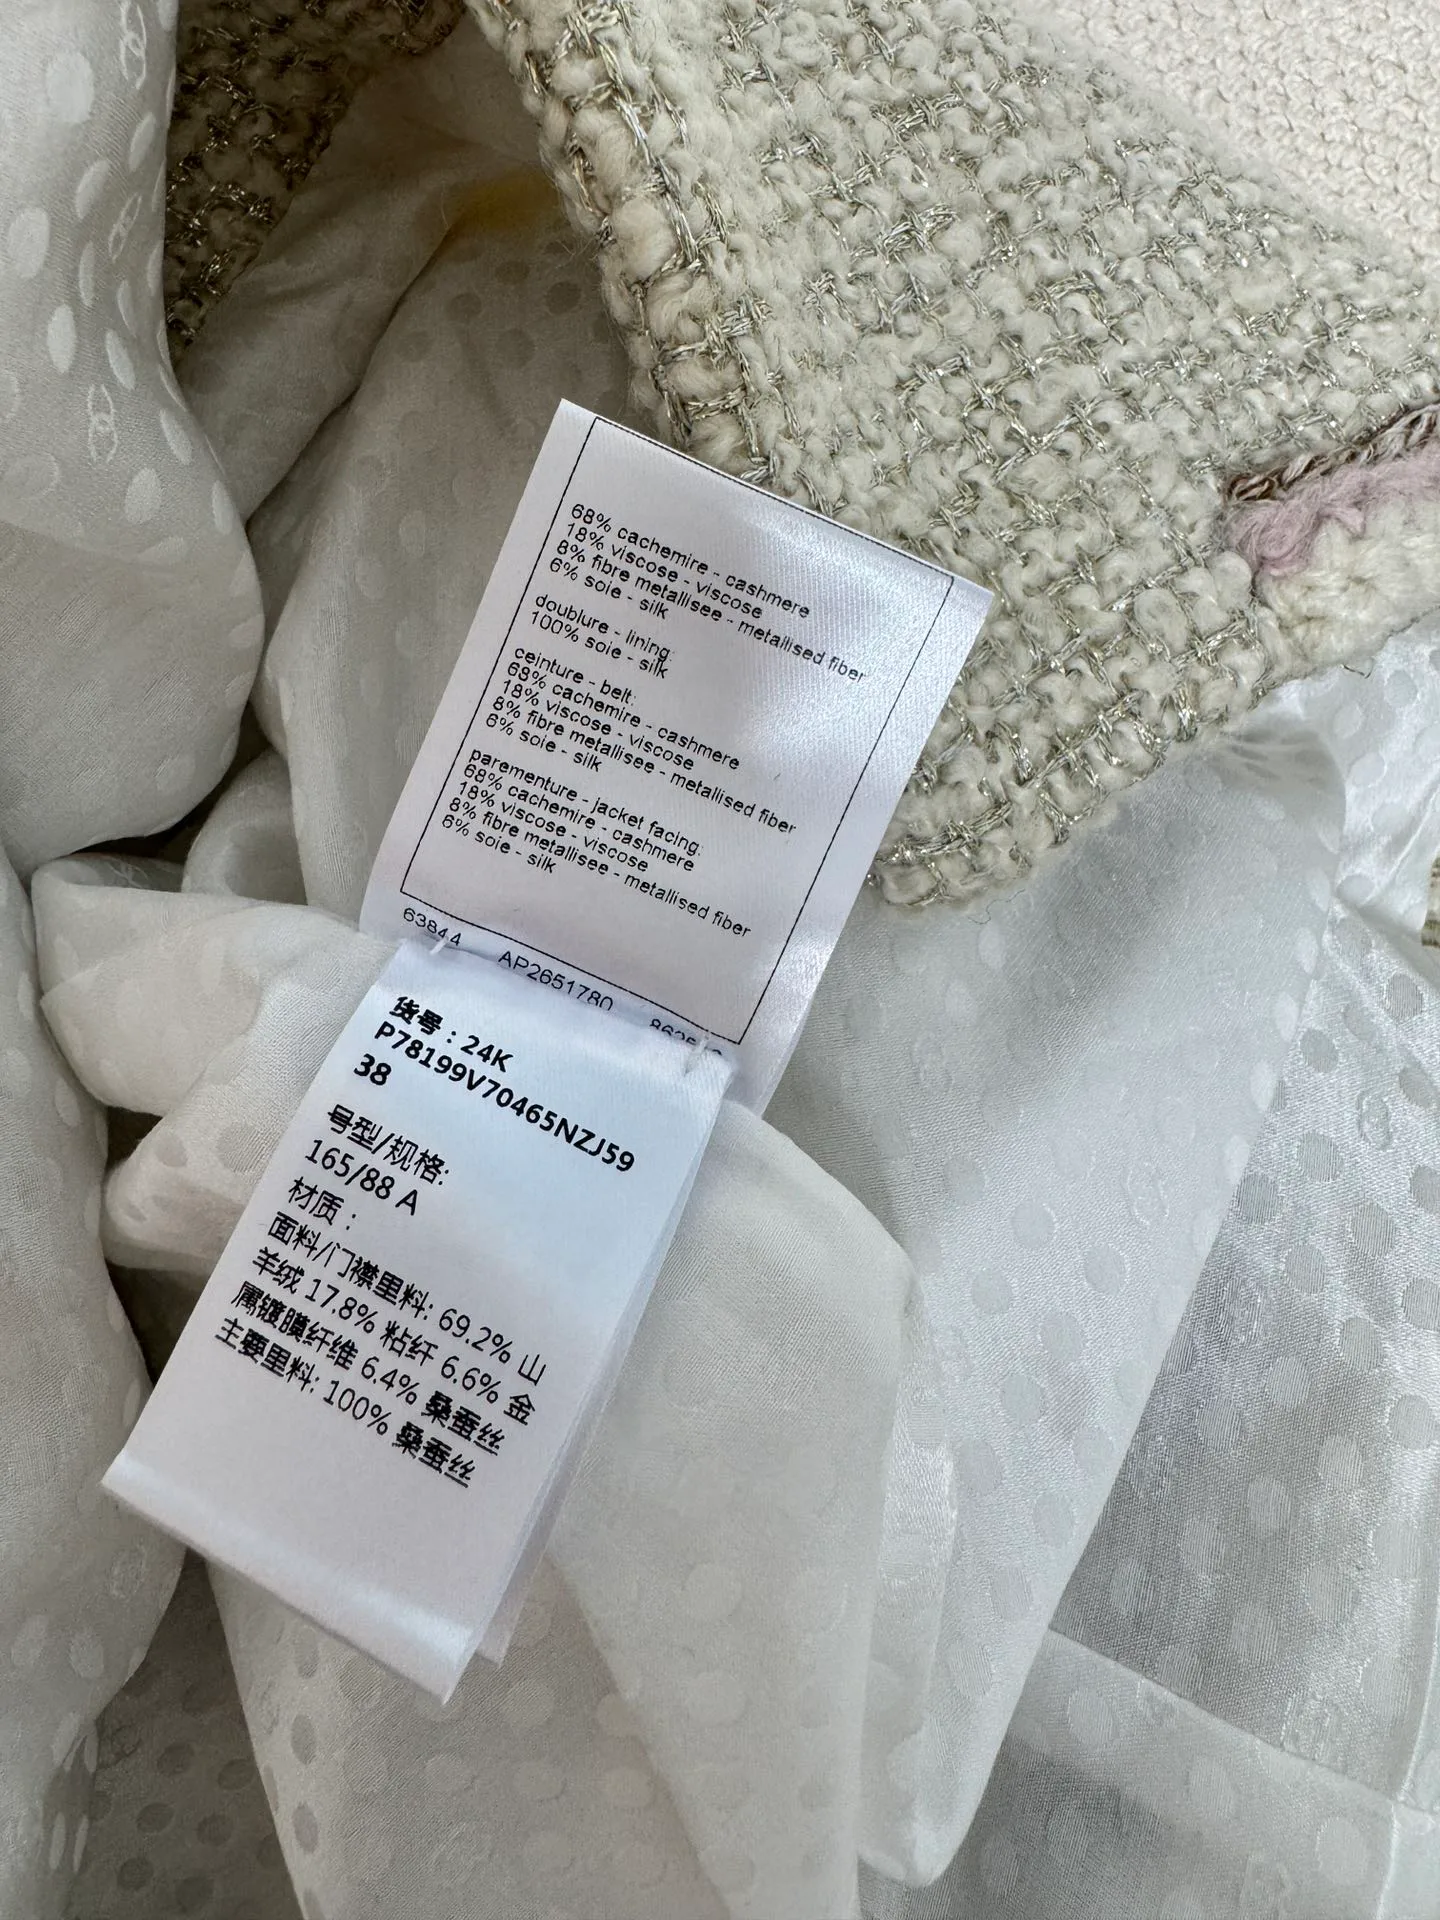 68% cachemire - cashmere
18% viscose - viscose
8% fibre metallisee - metallised fiber
6% soie - silk
doublure - lining:
100% soie - silk
ceinture - belt:
68% cachemire - cashmere
18% viscose - viscose
8% fibre metallisee - metallised fiber
6% soie - silk
parementure - jacket facing:
68% cachemire - cashmere
18% viscose - viscose
8% fibre metallisee - metallised fiber
6% soie - silk
63844 AP2651780
货号：24K
P78199V70465NZJ59
38
号型/规格:
165/88 A
材质：
面料/门襟里料: 69.2% 山
羊绒 17.8% 粘纤 6.6% 金
属镀膜纤维 6.4% 桑蚕丝
主要里料: 100% 桑蚕丝